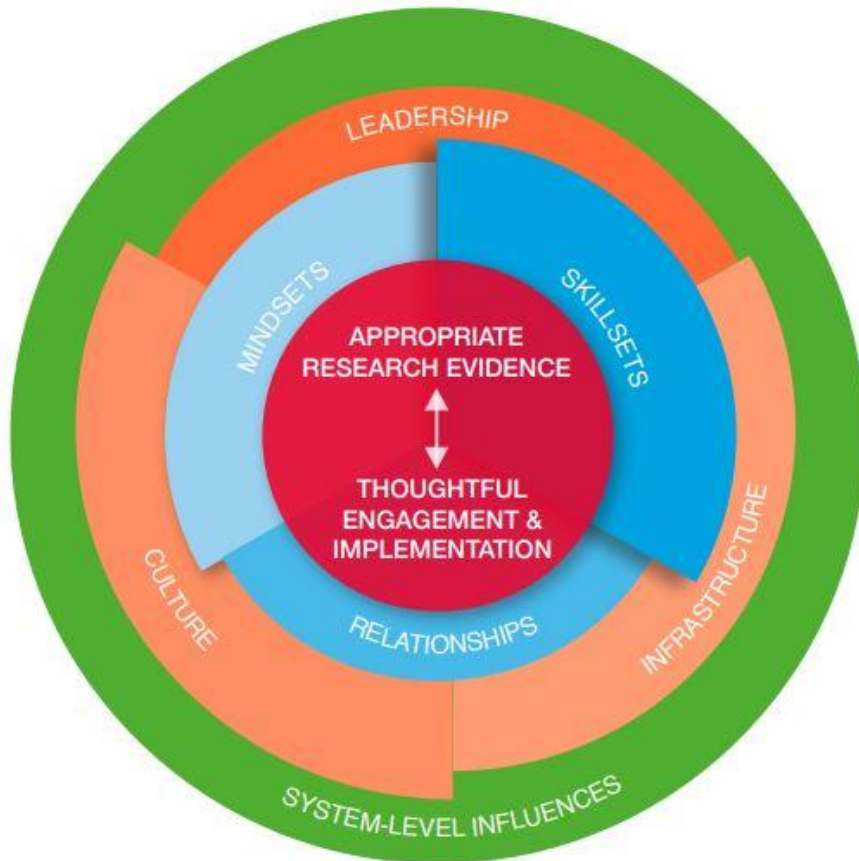 LEADERSHIP
MINDSETS
SKILLSETS
APPROPRIATE
RESEARCH EVIDENCE
THOUGHTFUL
ENGAGEMENT &
IMPLEMENTATION
CULTURE
RELATIONSHIPS
INFRASTRUCTURE
SYSTEM-LEVEL INFLUENCES